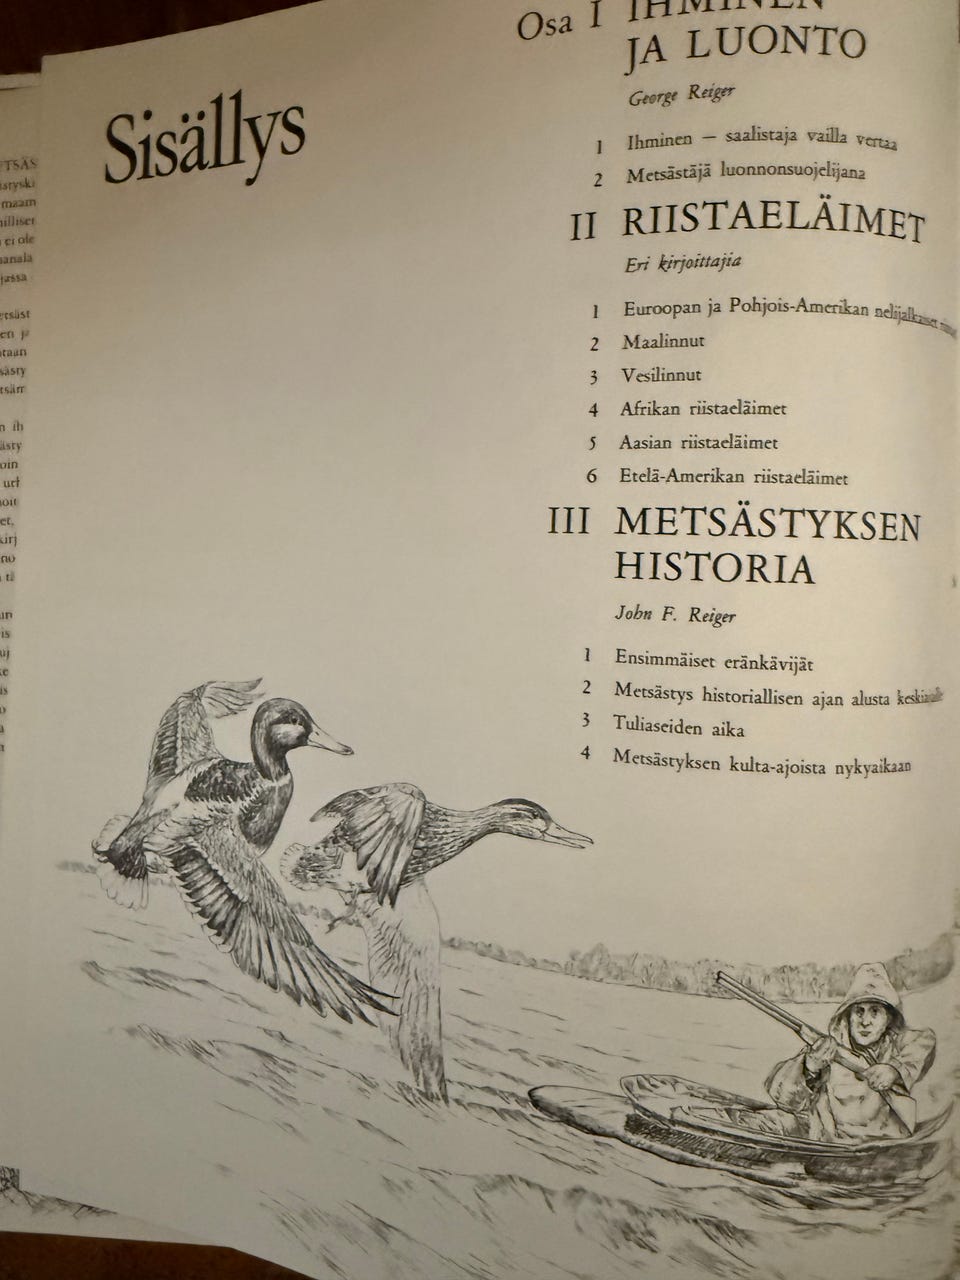 Sisällys
Osa I IHMINEN
JA LUONTO
George Reiger
1 Ihminen – saalistaja vailla vertaa
2 Metsästäjä luonnonsuojelijana
II RIISTAELÄIMET
Eri kirjoittajia
1 Euroopan ja Pohjois-Amerikan nelijalkaiset
2 Maalinnut
3 Vesilinnut
4 Afrikan riistaeläimet
5 Aasian riistaeläimet
6 Etelä-Amerikan riistaeläimet
III METSÄSTYKSEN
HISTORIA
John F. Reiger
1 Ensimmäiset eränkävijät
2 Metsästys historiallisen ajan alusta
3 Tuliaseiden aika
4 Metsästyksen kulta-ajoista nykyaikaan